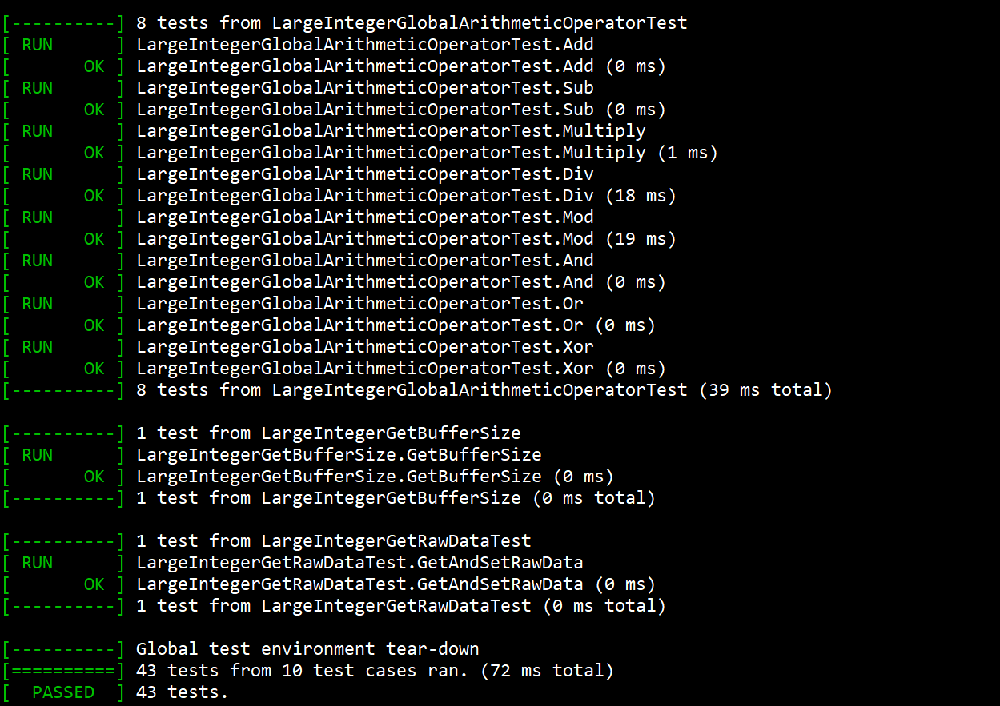 [----------] 8 tests from LargeIntegerGlobalArithmeticOperatorTest
[ RUN      ] LargeIntegerGlobalArithmeticOperatorTest.Add
[       OK ] LargeIntegerGlobalArithmeticOperatorTest.Add (0 ms)
[ RUN      ] LargeIntegerGlobalArithmeticOperatorTest.Sub
[       OK ] LargeIntegerGlobalArithmeticOperatorTest.Sub (0 ms)
[ RUN      ] LargeIntegerGlobalArithmeticOperatorTest.Multiply
[       OK ] LargeIntegerGlobalArithmeticOperatorTest.Multiply (1 ms)
[ RUN      ] LargeIntegerGlobalArithmeticOperatorTest.Div
[       OK ] LargeIntegerGlobalArithmeticOperatorTest.Div (18 ms)
[ RUN      ] LargeIntegerGlobalArithmeticOperatorTest.Mod
[       OK ] LargeIntegerGlobalArithmeticOperatorTest.Mod (19 ms)
[ RUN      ] LargeIntegerGlobalArithmeticOperatorTest.And
[       OK ] LargeIntegerGlobalArithmeticOperatorTest.And (0 ms)
[ RUN      ] LargeIntegerGlobalArithmeticOperatorTest.Or
[       OK ] LargeIntegerGlobalArithmeticOperatorTest.Or (0 ms)
[ RUN      ] LargeIntegerGlobalArithmeticOperatorTest.Xor
[       OK ] LargeIntegerGlobalArithmeticOperatorTest.Xor (0 ms)
[----------] 8 tests from LargeIntegerGlobalArithmeticOperatorTest (39 ms total)

[----------] 1 test from LargeIntegerGetBufferSize
[ RUN      ] LargeIntegerGetBufferSize.GetBufferSize
[       OK ] LargeIntegerGetBufferSize.GetBufferSize (0 ms)
[----------] 1 test from LargeIntegerGetBufferSize (0 ms total)

[----------] 1 test from LargeIntegerGetRawDataTest
[ RUN      ] LargeIntegerGetRawDataTest.GetAndSetRawData
[       OK ] LargeIntegerGetRawDataTest.GetAndSetRawData (0 ms)
[----------] 1 test from LargeIntegerGetRawDataTest (0 ms total)

[----------] Global test environment tear-down
[==========] 43 tests from 10 test cases ran. (72 ms total)
[  PASSED  ] 43 tests.